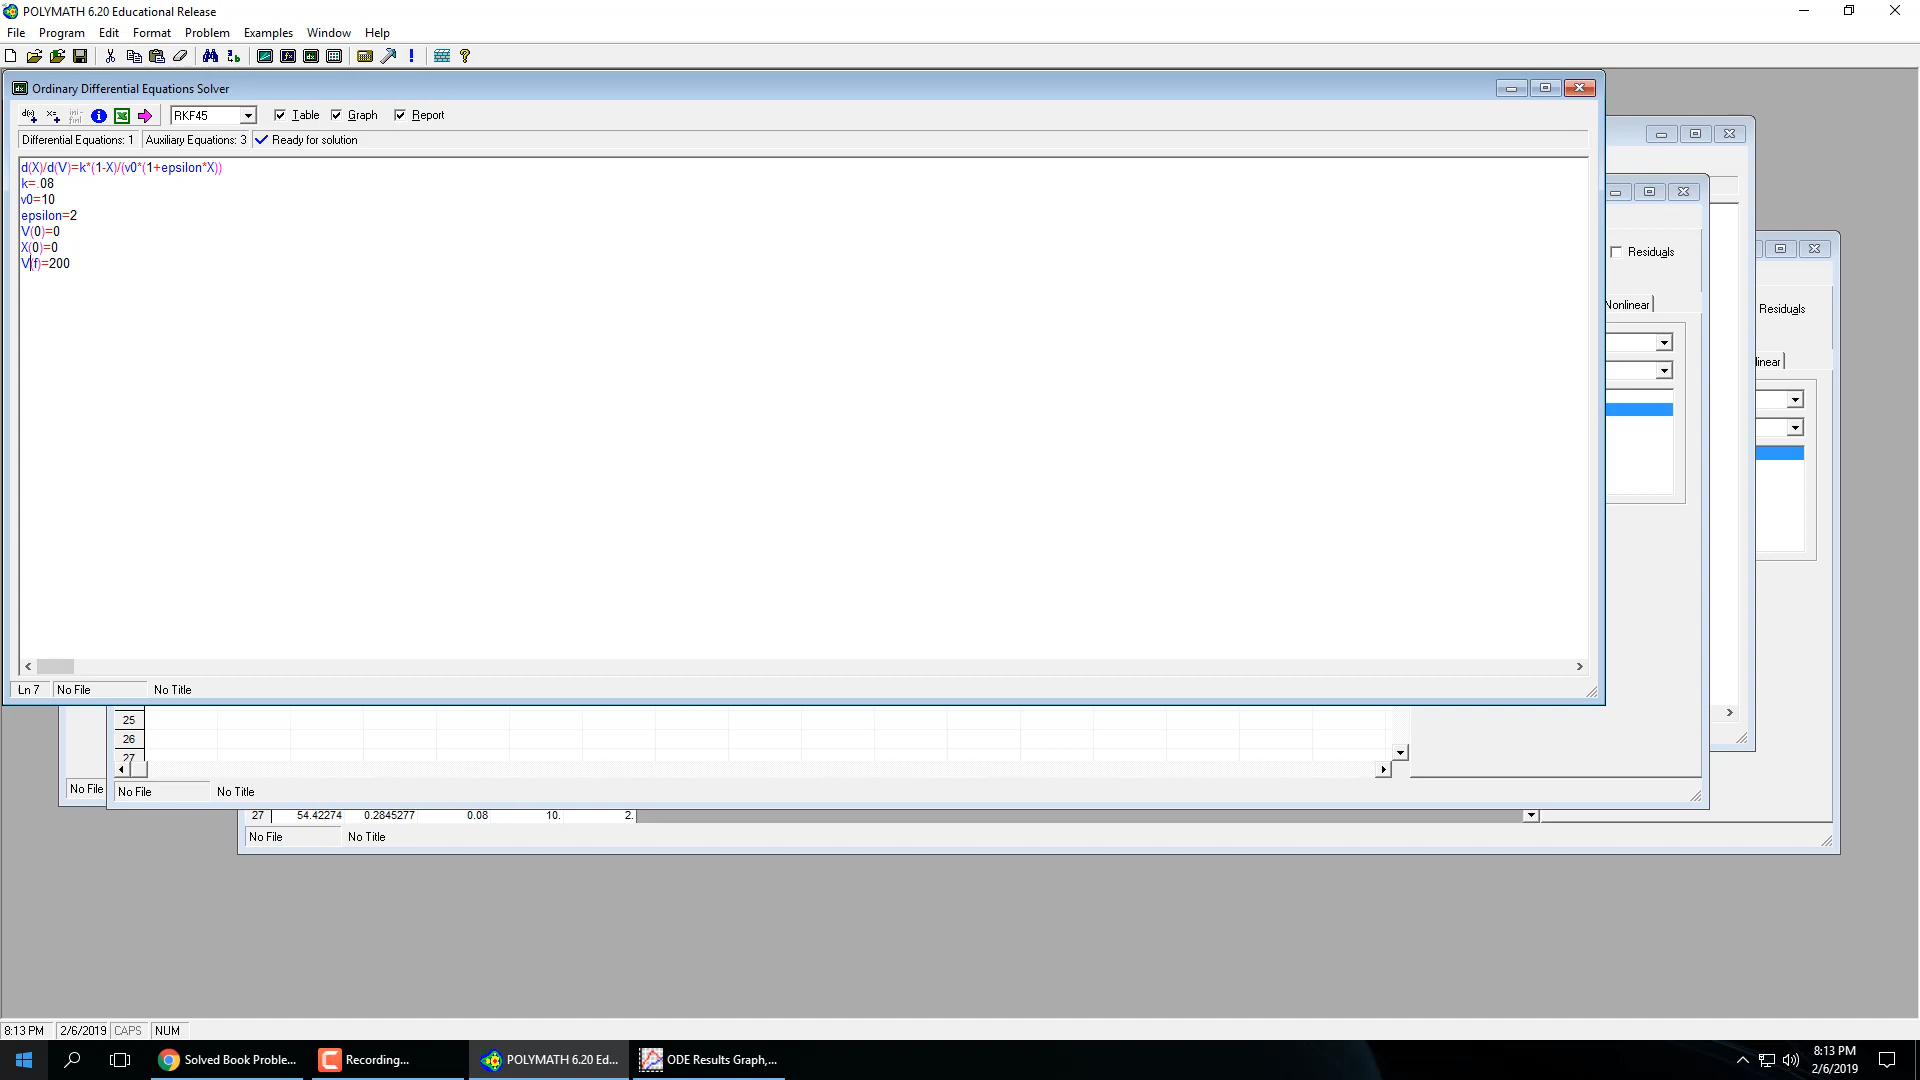 POLYMATH 6.20 Educational Release
File Program Edit Format Problem Examples Window Help
Ordinary Differential Equations Solver
RKF45 Table Graph Report
Differential Equations: 1 Auxiliary Equations: 3 Ready for solution
d(X)/d(V)=k*(1-X)/(v0*(1+epsilon*X))
k=.08
v0=10
epsilon=2
V(0)=0
X(0)=0
V(f)=200
Residuals
Nonlinear
Residuals
linear
Ln 7 No File No Title
25
26
27
No File
No File No Title
27 54.42274 0.2845277 0.08 10. 2.
No File No Title
8:13 PM 2/6/2019 CAPS NUM
Solved Book Proble... Recording... POLYMATH 6.20 Ed... ODE Results Graph,...
8:13 PM
2/6/2019